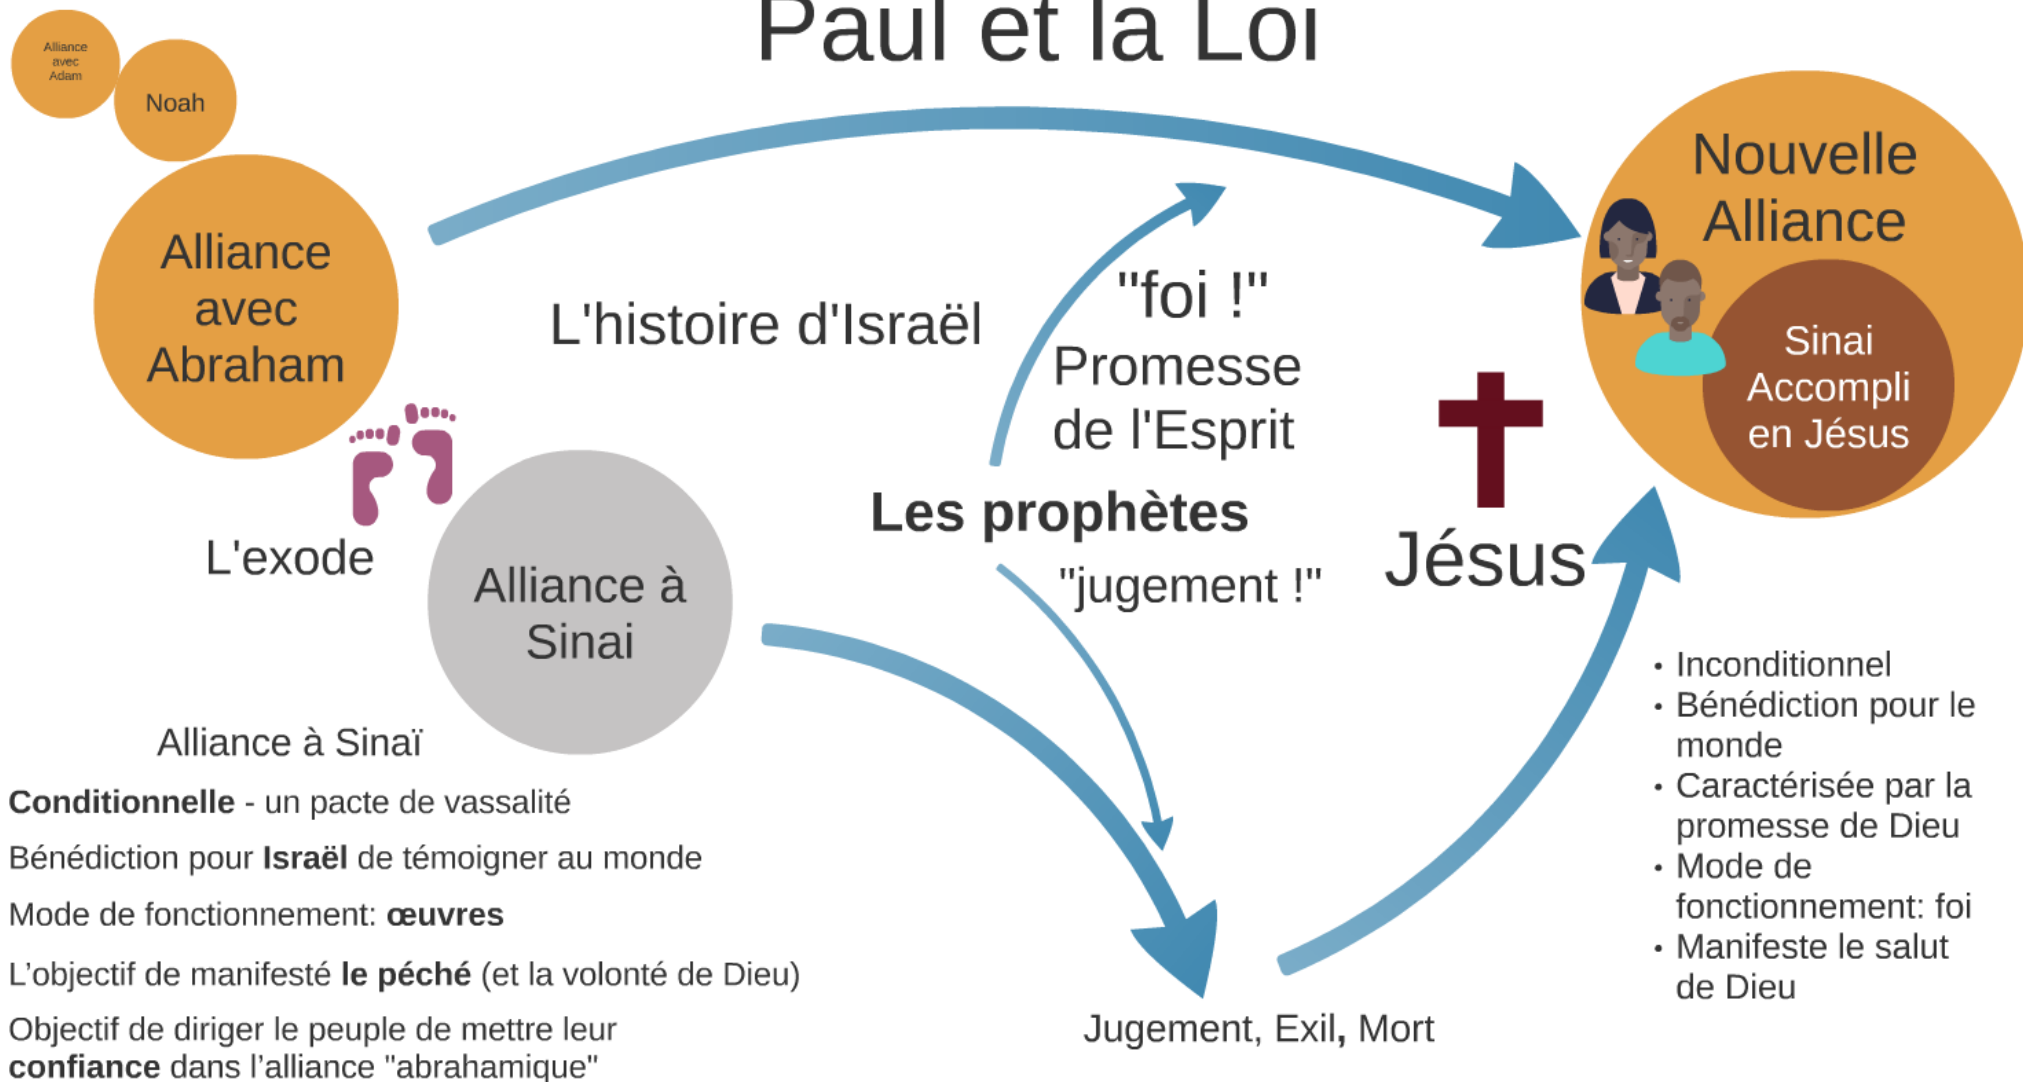 Paul et la Loi
Alliance
avec
Adam
Noah
Alliance
avec
Abraham
L'exode
L'histoire d'Israël
"foi !"
Promesse
de l'Esprit
Les prophètes
"jugement !"
Jésus
Nouvelle
Alliance
Sinai
Accompli
en Jésus
Alliance à
Sinai
Alliance à Sinaï
Conditionnelle - un pacte de vassalité
Bénédiction pour Israël de témoigner au monde
Mode de fonctionnement: œuvres
L'objectif de manifesté le péché (et la volonté de Dieu)
Objectif de diriger le peuple de mettre leur
confiance dans l'alliance "abrahamique"
Jugement, Exil, Mort
• Inconditionnel
• Bénédiction pour le
monde
• Caractérisée par la
promesse de Dieu
• Mode de
fonctionnement: foi
• Manifeste le salut
de Dieu